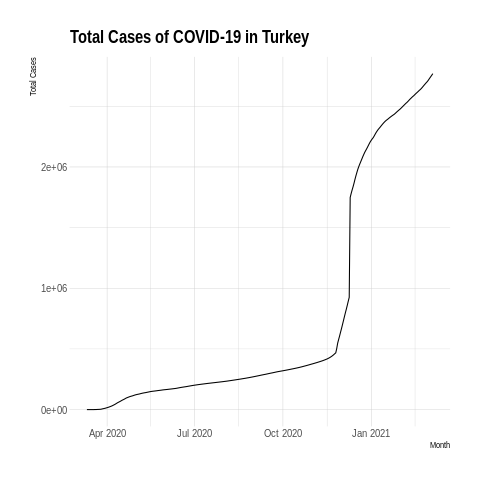 Total Cases of COVID-19 in Turkey
Total Cases
2e+06
1e+06
0e+00
Apr 2020 Jul 2020 Oct 2020 Jan 2021
Month